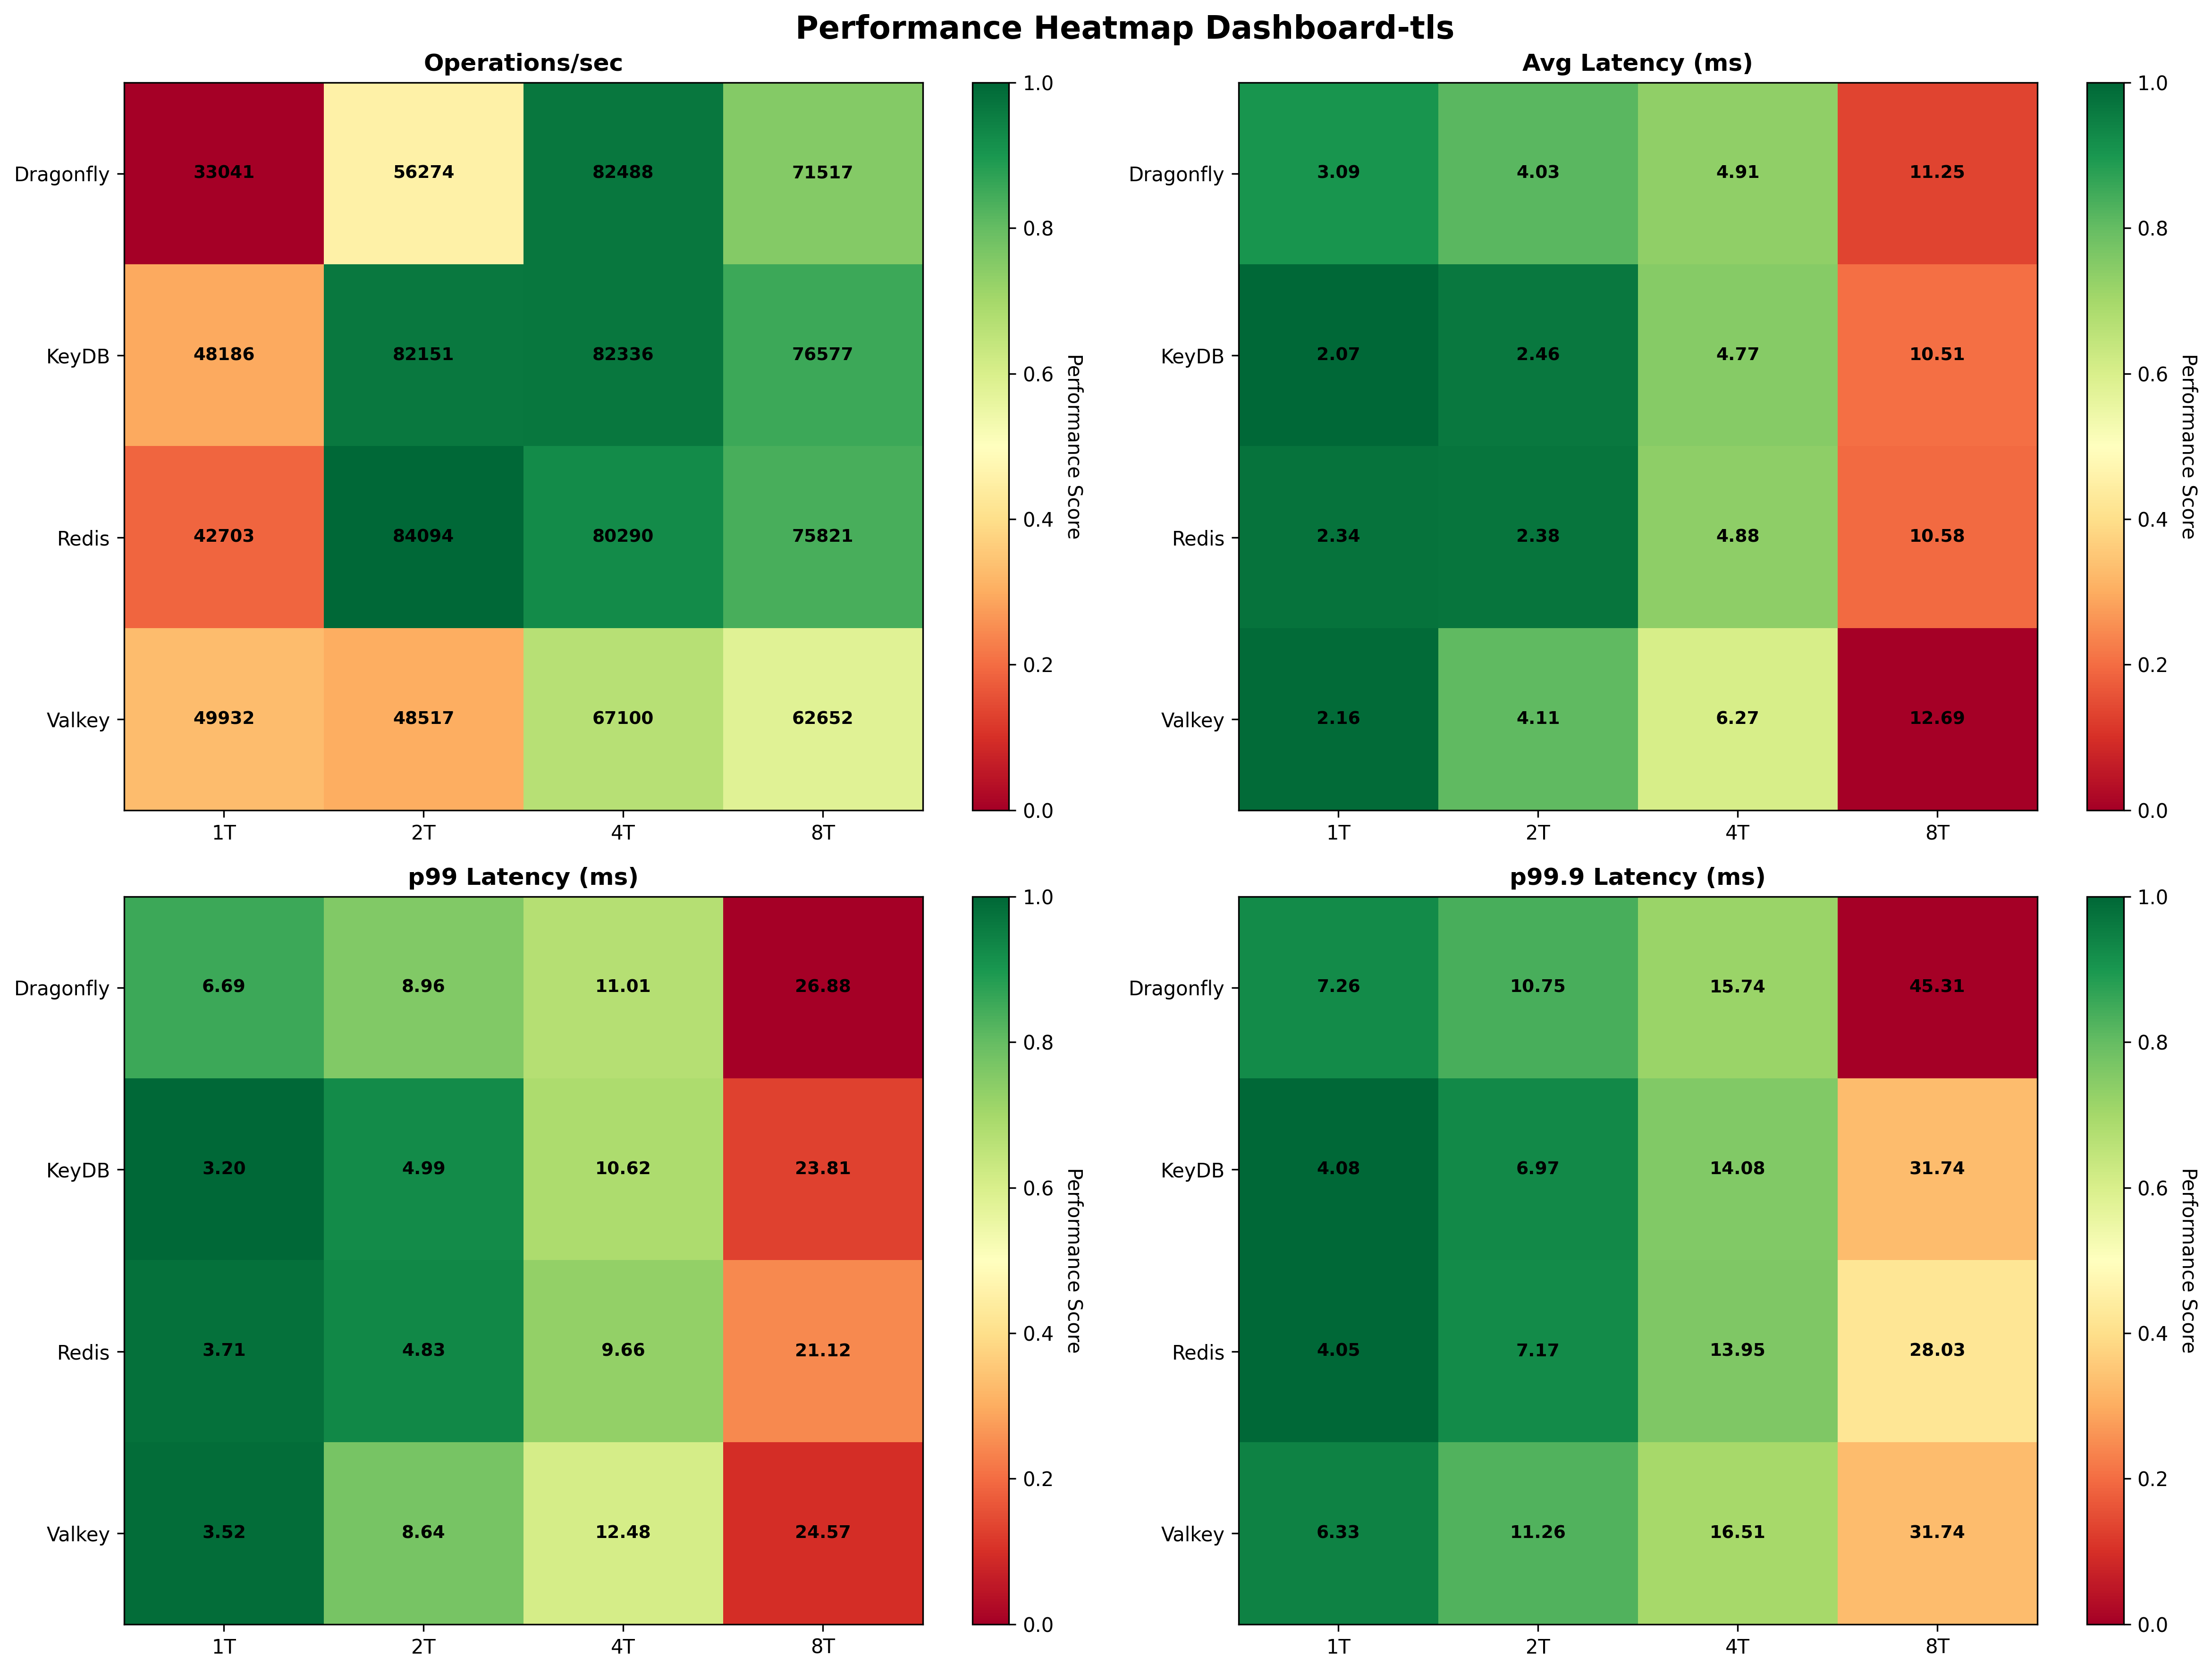 Performance Heatmap Dashboard-tls
Operations/sec
Dragonfly 33041 56274 82488 71517
KeyDB 48186 82151 82336 76577
Redis 42703 84094 80290 75821
Valkey 49932 48517 67100 62652
1T 2T 4T 8T
1.0
0.8
0.6
0.4
0.2
0.0
Performance Score
Avg Latency (ms)
Dragonfly 3.09 4.03 4.91 11.25
KeyDB 2.07 2.46 4.77 10.51
Redis 2.34 2.38 4.88 10.58
Valkey 2.16 4.11 6.27 12.69
1T 2T 4T 8T
1.0
0.8
0.6
0.4
0.2
0.0
Performance Score
p99 Latency (ms)
Dragonfly 6.69 8.96 11.01 26.88
KeyDB 3.20 4.99 10.62 23.81
Redis 3.71 4.83 9.66 21.12
Valkey 3.52 8.64 12.48 24.57
1T 2T 4T 8T
1.0
0.8
0.6
0.4
0.2
0.0
Performance Score
p99.9 Latency (ms)
Dragonfly 7.26 10.75 15.74 45.31
KeyDB 4.08 6.97 14.08 31.74
Redis 4.05 7.17 13.95 28.03
Valkey 6.33 11.26 16.51 31.74
1T 2T 4T 8T
1.0
0.8
0.6
0.4
0.2
0.0
Performance Score